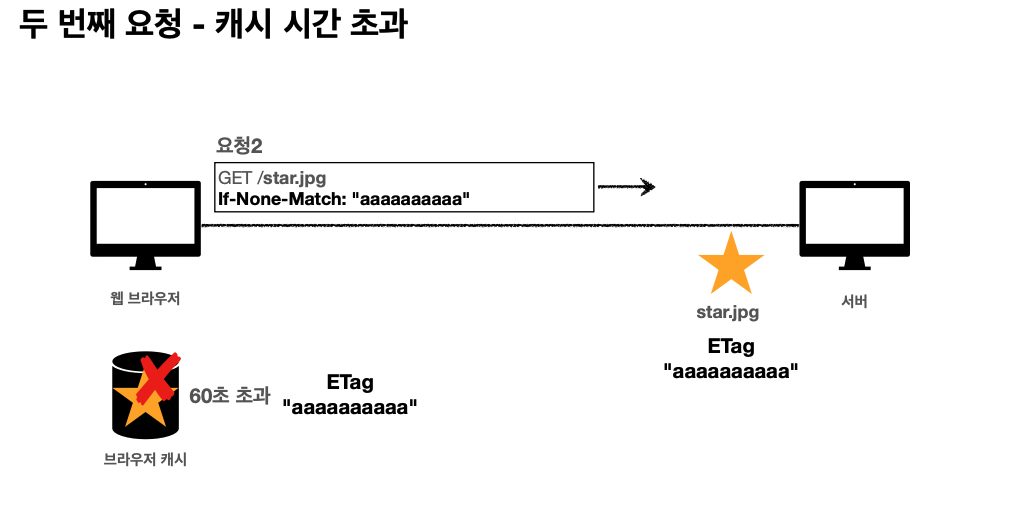 두 번째 요청 - 캐시 시간 초과
요청2
GET /star.jpg
If-None-Match: "aaaaaaaaaa"
웹 브라우저
서버
star.jpg
ETag
"aaaaaaaaaa"
60초 초과
ETag
"aaaaaaaaaa"
브라우저 캐시